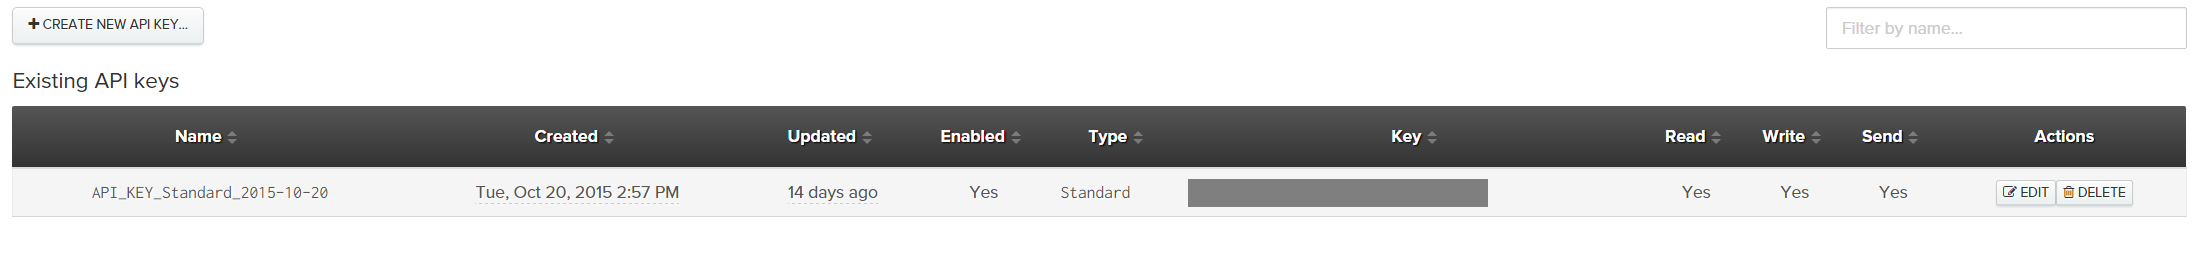 CREATE NEW API KEY...
Filter by name...
Existing API keys
Name Created Updated Enabled Type Key Read Write Send Actions
API_KEY_Standard_2015-10-20 Tue, Oct 20, 2015 2:57 PM 14 days ago Yes Standard Yes Yes Yes EDIT DELETE